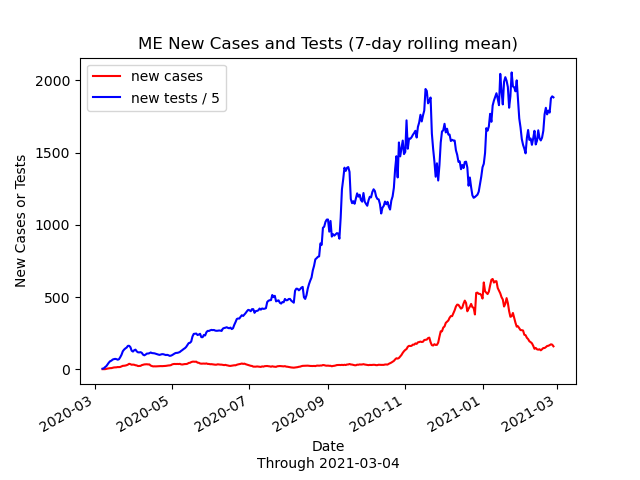 ME New Cases and Tests (7-day rolling mean)
new cases
new tests / 5
New Cases or Tests
2000
1500
1000
500
0
2020-03
2020-05
2020-07
2020-09
2020-11
2021-01
2021-03
Date
Through 2021-03-04